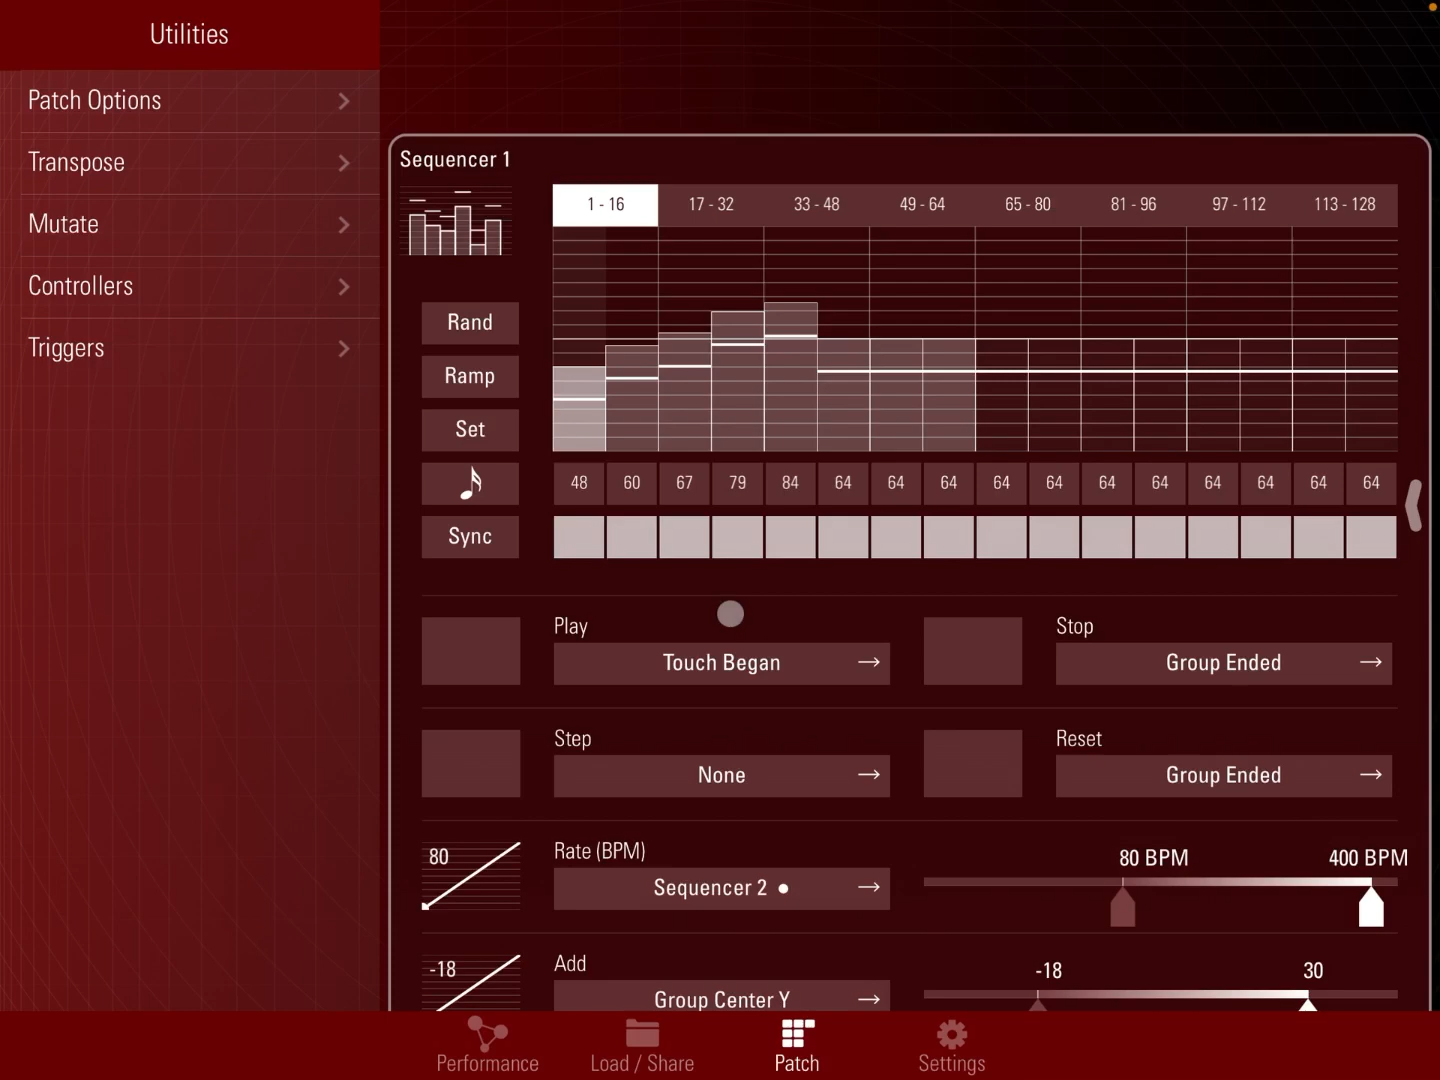 Utilities
Patch Options
Transpose
Mutate
Controllers
Triggers
Sequencer 1
1 - 16 17 - 32 33 - 48 49 - 64 65 - 80 81 - 96 97 - 112 113 - 128
Rand
Ramp
Set
48 60 67 79 84 64 64 64 64 64 64 64 64 64 64 64
Sync
Play
Touch Began →
Stop
Group Ended →
Step
None →
Reset
Group Ended →
80
Rate (BPM)
Sequencer 2 ● →
80 BPM 400 BPM
-18
Add
Group Center Y →
-18 30
Performance Load / Share Patch Settings